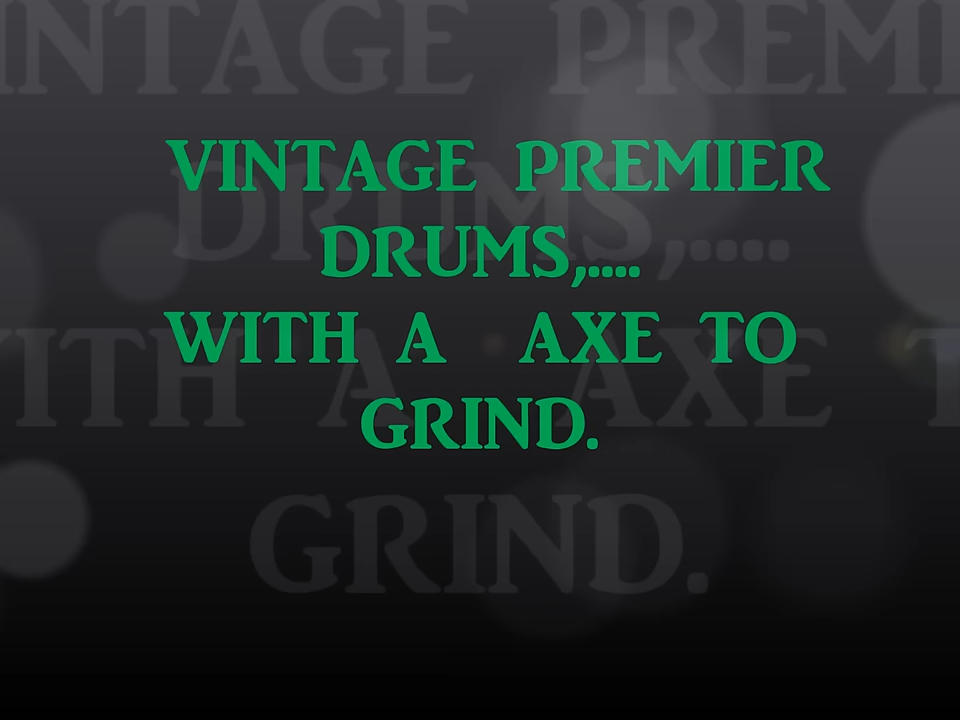 VINTAGE PREMIER
DRUMS,....
WITH A AXE TO
GRIND.